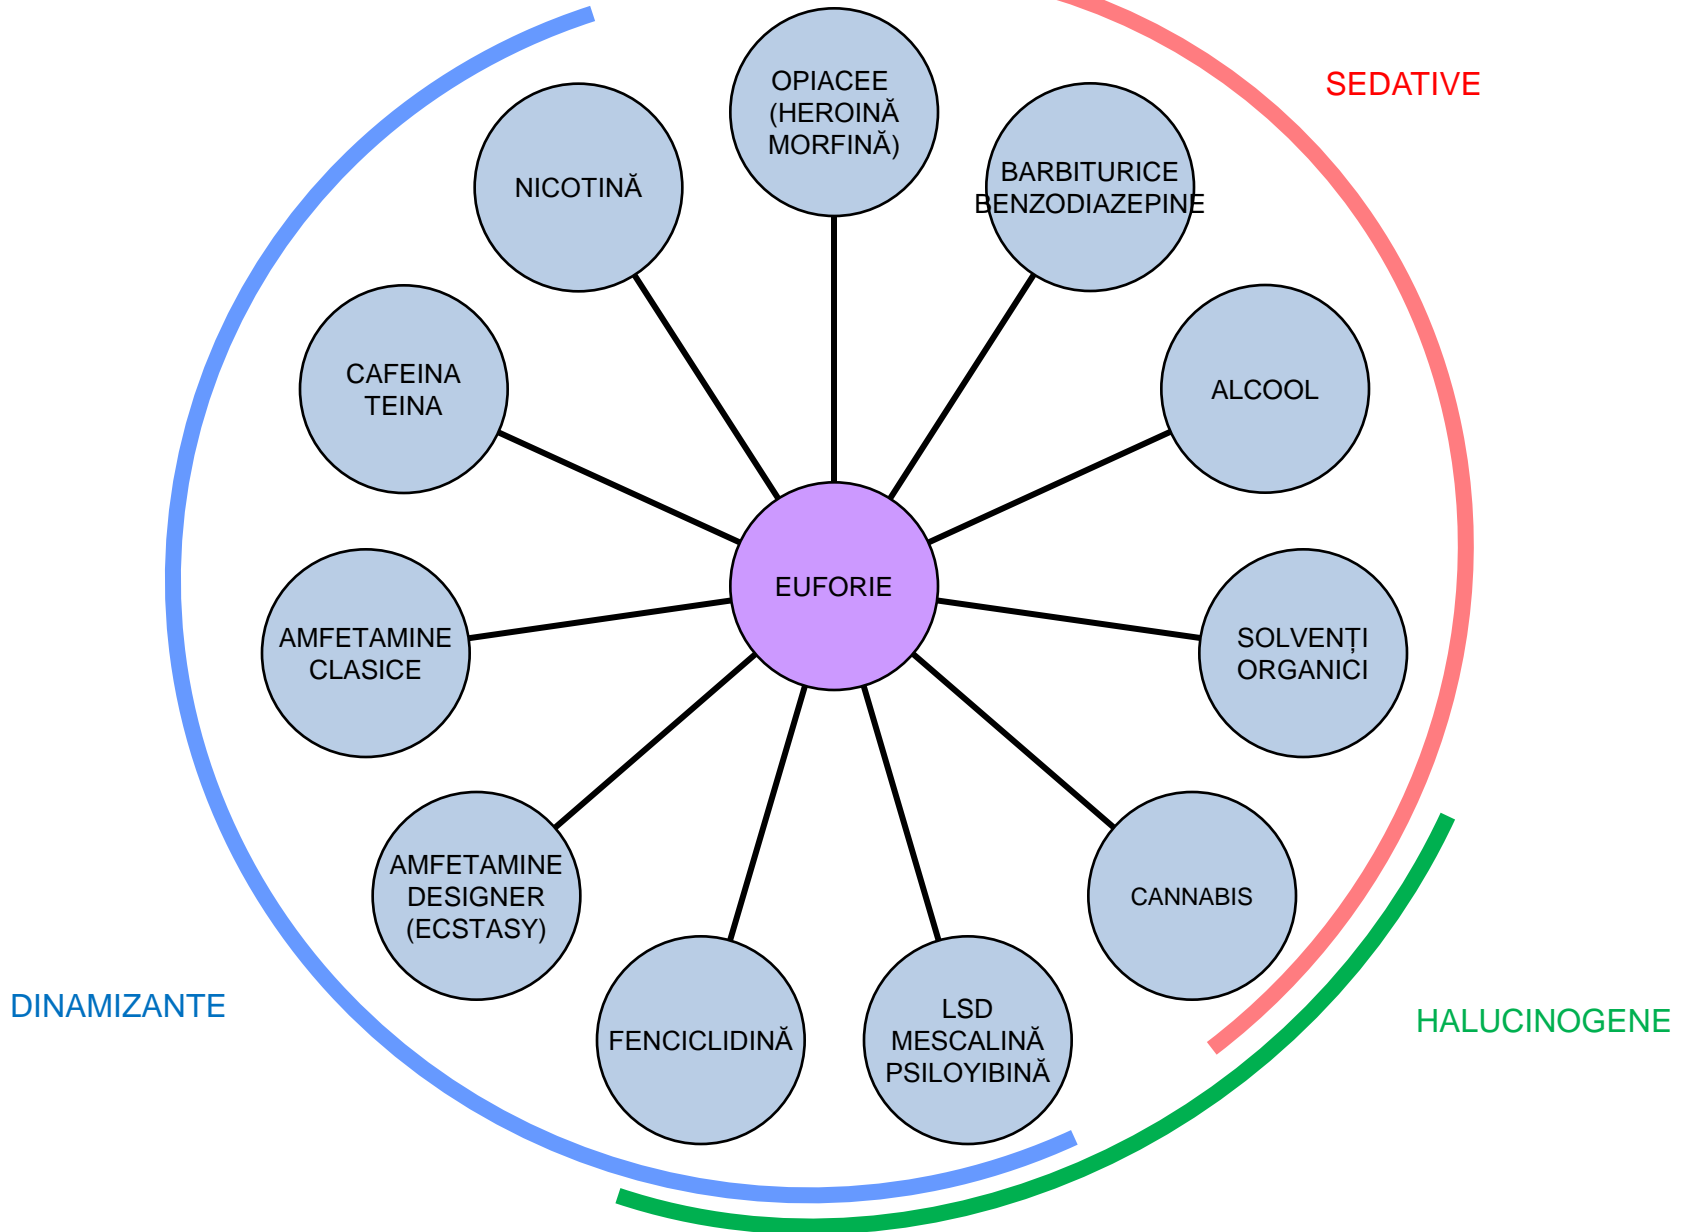 SEDATIVE
OPIACEE
(HEROINĂ
MORFINĂ)
NICOTINĂ
BARBITURICE
BENZODIAZEPINE
CAFEINA
TEINA
ALCOOL
EUFORIE
AMFETAMINE
CLASICE
SOLVENȚI
ORGANICI
AMFETAMINE
DESIGNER
(ECSTASY)
CANNABIS
DINAMIZANTE
FENCICLIDINĂ
LSD
MESCALINĂ
PSILOYIBINĂ
HALUCINOGENE